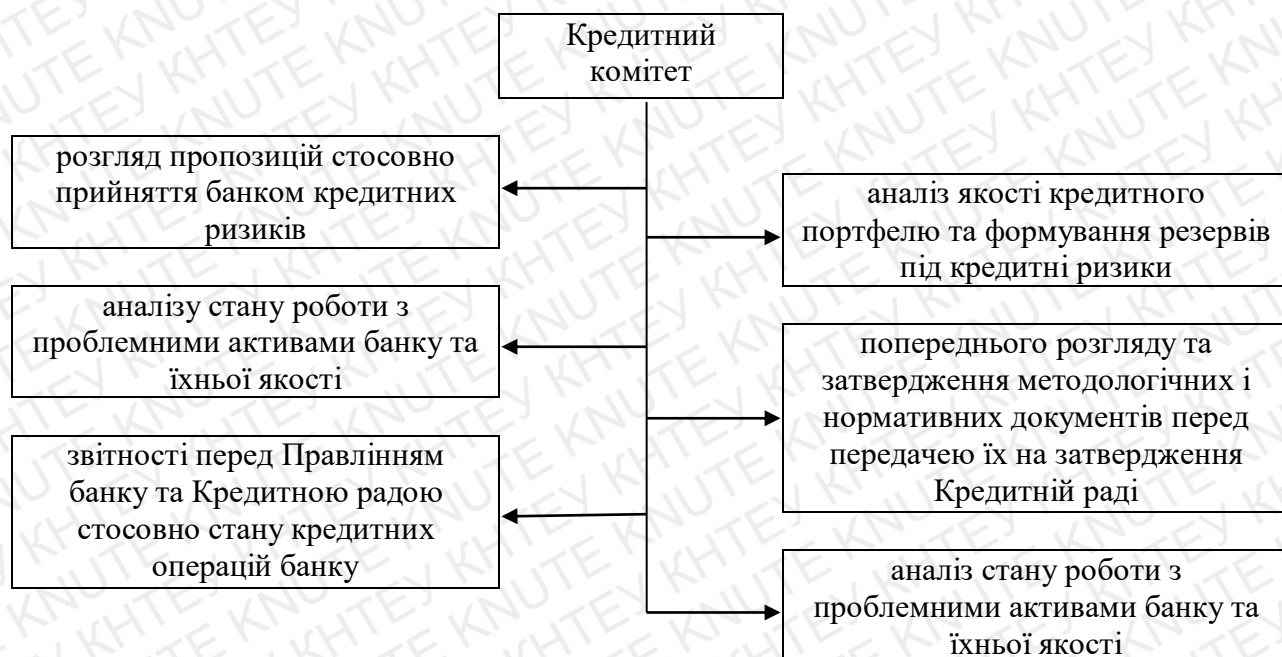 Кредитний
комітет
розгляд пропозицій стосовно
прийняття банком кредитних
ризиків
аналіз якості кредитного
портфелю та формування резервів
під кредитні ризики
аналізу стану роботи з
проблемними активами банку та
їхньої якості
попереднього розгляду та
затвердження методологічних і
нормативних документів перед
передачею їх на затвердження
Кредитній раді
звітності перед Правлінням
банку та Кредитною радою
стосовно стану кредитних
операцій банку
аналіз стану роботи з
проблемними активами банку та
їхньої якості